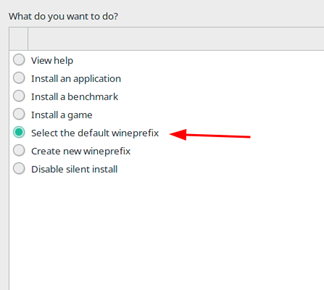 What do you want to do?
View help
Install an application
Install a benchmark
Install a game
Select the default wineprefix
Create new wineprefix
Disable silent install